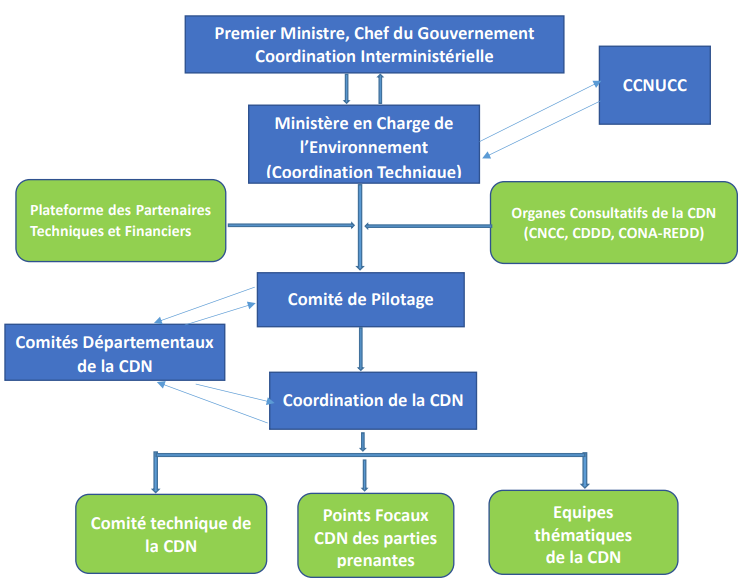 Premier Ministre, Chef du Gouvernement
Coordination Interministérielle
CCNUCC
Ministère en Charge de
l'Environnement
(Coordination Technique)
Plateforme des Partenaires
Techniques et Financiers
Organes Consultatifs de la CDN
(CNCC, CDDD, CONA-REDD)
Comité de Pilotage
Comités Départementaux
de la CDN
Coordination de la CDN
Comité technique de
la CDN
Points Focaux
CDN des parties
prenantes
Equipes
thématiques
de la CDN